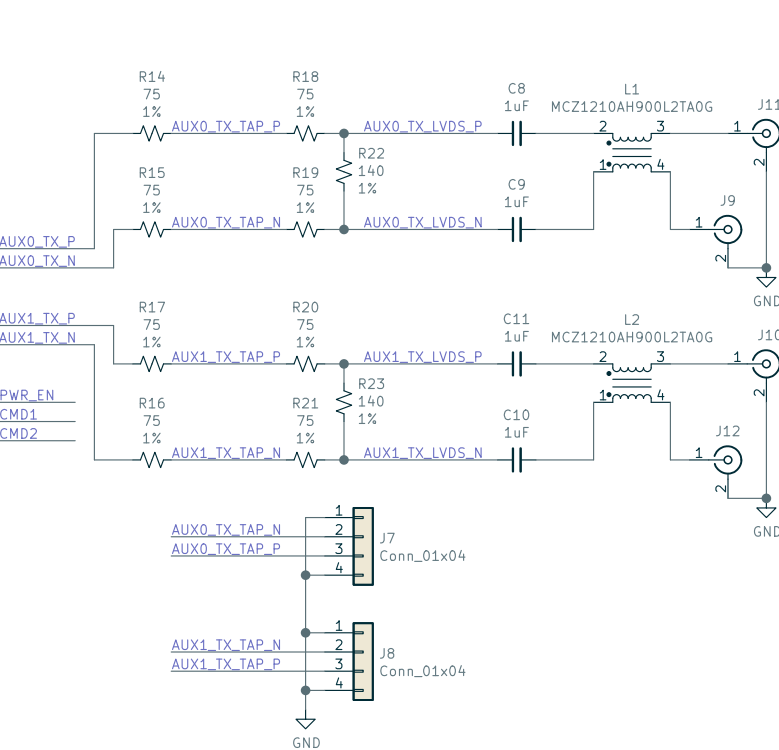 R14
75
1%
AUX0_TX_TAP_P
R18
75
1%
AUX0_TX_LVDS_P
C8
1uF
L1
MCZ1210AH900L2TA0G
2
3
1
4
1
J11
2
R22
140
1%
R15
75
1%
AUX0_TX_TAP_N
R19
75
1%
AUX0_TX_LVDS_N
C9
1uF
J9
1
2
AUX0_TX_P
AUX0_TX_N
GND
AUX1_TX_P
AUX1_TX_N
R17
75
1%
AUX1_TX_TAP_P
R20
75
1%
AUX1_TX_LVDS_P
C11
1uF
L2
MCZ1210AH900L2TA0G
2
3
1
4
1
J10
2
R23
140
1%
PWR_EN
CMD1
CMD2
R16
75
1%
AUX1_TX_TAP_N
R21
75
1%
AUX1_TX_LVDS_N
C10
1uF
J12
1
2
GND
AUX0_TX_TAP_N
AUX0_TX_TAP_P
1
2
3
4
J7
Conn_01x04
AUX1_TX_TAP_N
AUX1_TX_TAP_P
1
2
3
4
J8
Conn_01x04
GND